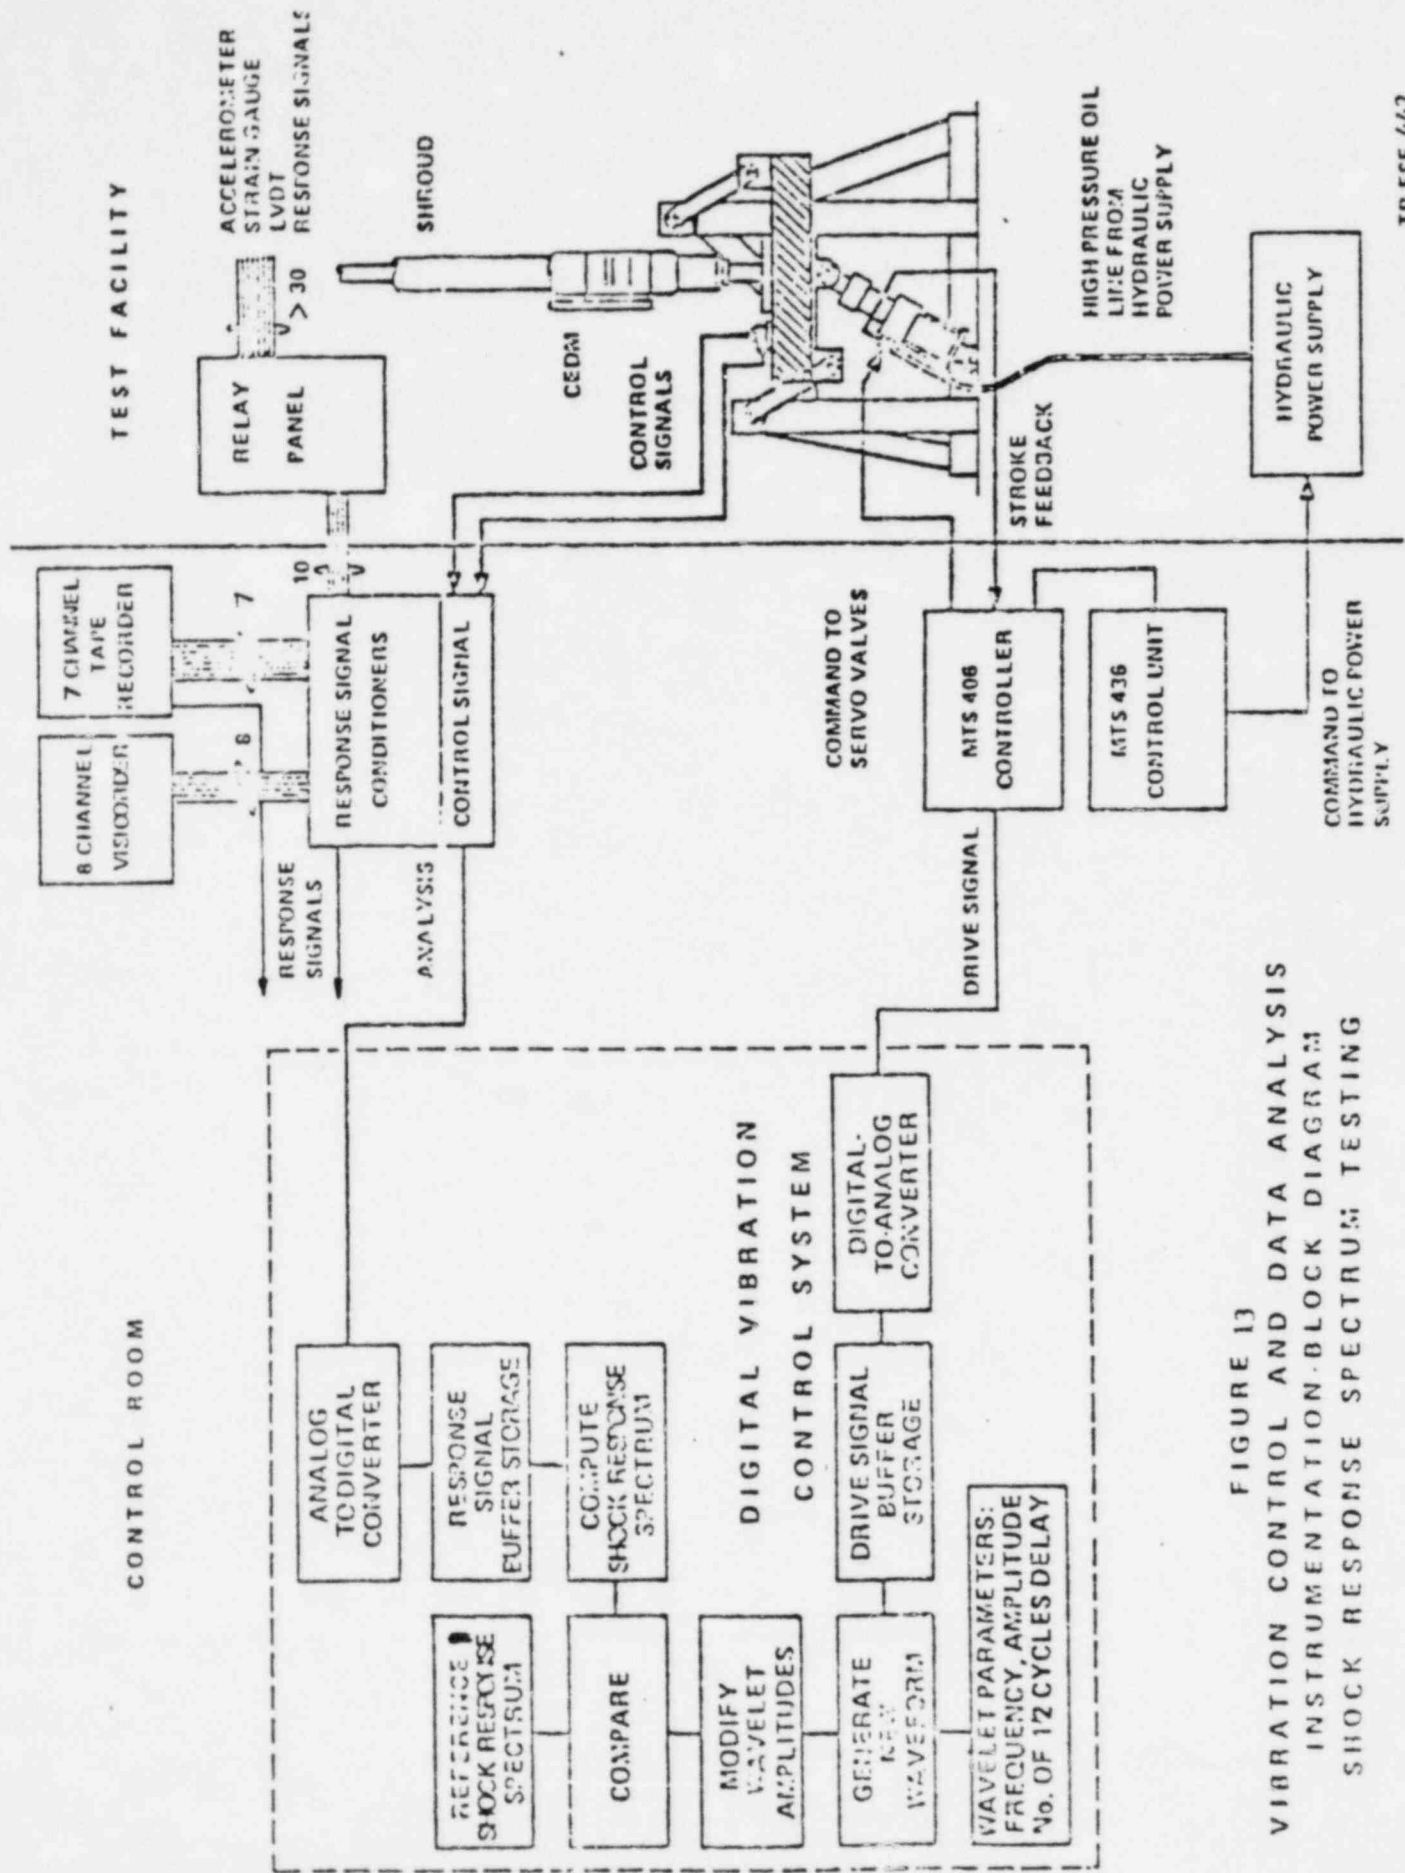 CONTROL ROOM
TEST FACILITY
8 CHANNEL
VISICORDER
7 CHANNEL
TAPE
RECORDER
8
7
10
RELAY
PANEL
> 30
ACCELEROMETER
STRAIN GAUGE
LVDT
RESPONSE SIGNALS
RESPONSE
SIGNALS
RESPONSE SIGNAL
CONDITIONERS
CONTROL SIGNAL
ANALYSIS
SHROUD
CEDM
CONTROL
SIGNALS
ANALOG
TO DIGITAL
CONVERTER
RESPONSE
SIGNAL
BUFFER STORAGE
COMPUTE
SHOCK RESPONSE
SPECTRUM
REFERENCE
SHOCK RESPONSE
SPECTRUM
COMPARE
MODIFY
WAVELET
AMPLITUDES
GENERATE
NEW
WAVEFORM
WAVELET PARAMETERS:
FREQUENCY, AMPLITUDE
No. OF 12 CYCLES DELAY
DIGITAL VIBRATION
CONTROL SYSTEM
DRIVE SIGNAL
BUFFER
STORAGE
DIGITAL-
TO-ANALOG
CONVERTER
DRIVE SIGNAL
COMMAND TO
SERVO VALVES
MTS 406
CONTROLLER
MTS 436
CONTROL UNIT
STROKE
FEEDBACK
HIGH PRESSURE OIL
LINE FROM
HYDRAULIC
POWER SUPPLY
COMMAND TO
HYDRAULIC POWER
SUPPLY
HYDRAULIC
POWER SUPPLY
FIGURE 13
VIBRATION CONTROL AND DATA ANALYSIS
INSTRUMENTATION-BLOCK DIAGRAM
SHOCK RESPONSE SPECTRUM TESTING